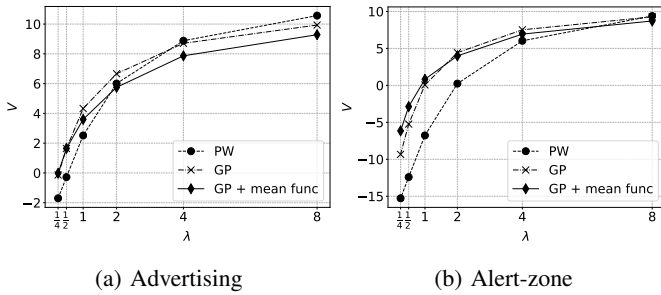 10
8
6
4
2
0
−2
V
PW
GP
GP + mean func
1/4
1/2
1
2
4
8
λ
(a) Advertising
10
5
0
−5
−10
−15
V
PW
GP
GP + mean func
1/4
1/2
1
2
4
8
λ
(b) Alert-zone